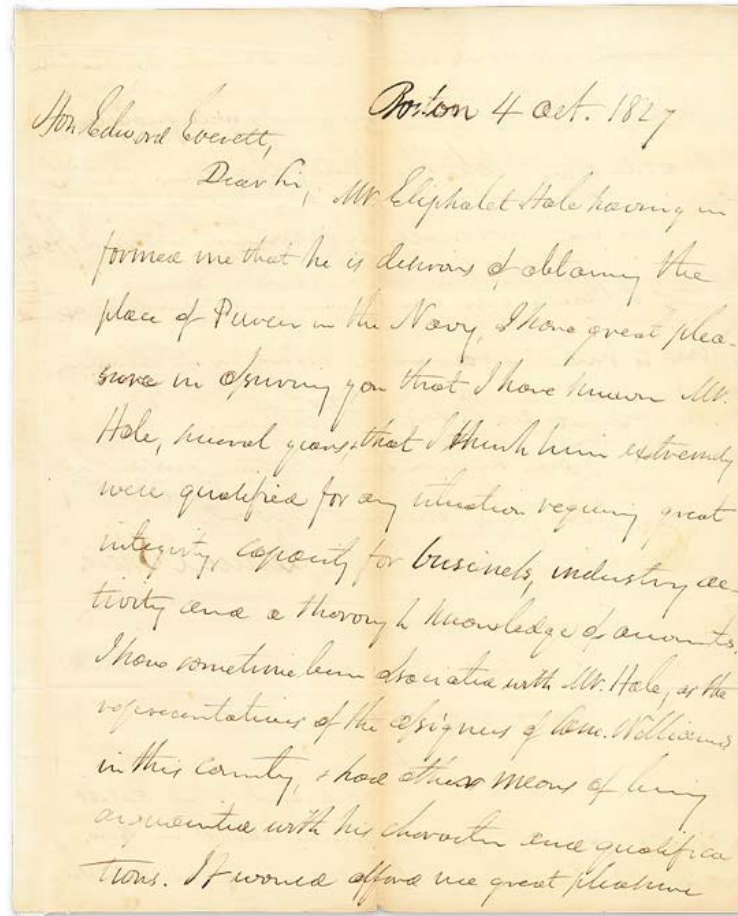 Boston 4 Oct. 1827
Hon Edward Everett,
Dear Sir, Mr. Eliphalet Hale having in
formed me that he is desirous of obtaining the
place of Purser in the Navy, I have great plea-
sure in assuring you that I have known Mr.
Hale, several years, & that I think him extremely
well qualified for any situation requiring great
integrity, capacity for business, industry ac-
tivity and a thorough knowledge of accounts.
I have sometime been associated with Mr. Hale, as the
representatives of the assignees of Williams
in this country, & had other means of being
acquainted with his character and qualifica
tions. It would afford me great pleasure